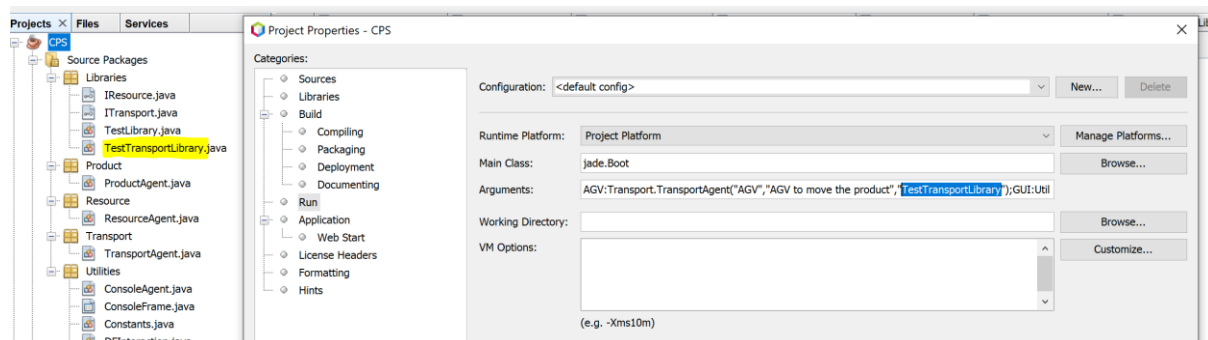 Projects × Files Services
CPS
Source Packages
Libraries
IResource.java
ITransport.java
TestLibrary.java
TestTransportLibrary.java
Product
ProductAgent.java
Resource
ResourceAgent.java
Transport
TransportAgent.java
Utilities
ConsoleAgent.java
ConsoleFrame.java
Constants.java
Project Properties - CPS
Categories:
Sources
Libraries
Build
Compiling
Packaging
Deployment
Documenting
Run
Application
Web Start
License Headers
Formatting
Hints
Configuration: <default config> New... Delete
Runtime Platform: Project Platform Manage Platforms...
Main Class: jade.Boot Browse...
Arguments: AGV:Transport.TransportAgent("AGV","AGV to move the product","TestTransportLibrary");GUI:Util
Working Directory: Browse...
VM Options: Customize...
(e.g. -Xms10m)